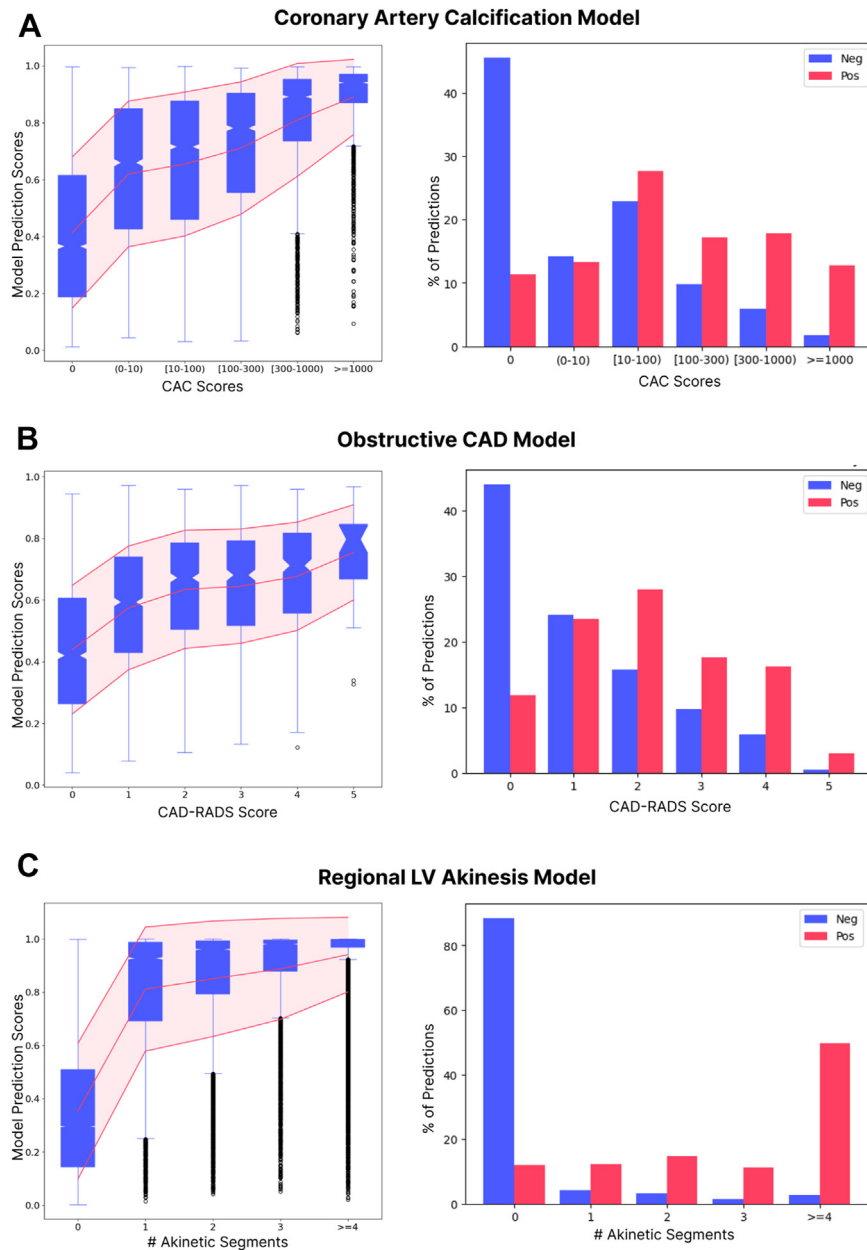 A
Coronary Artery Calcification Model
Model Prediction Scores
1.0
0.8
0.6
0.4
0.2
0.0
0 (0-10) [10-100) [100-300) [300-1000) >=1000
CAC Scores
% of Predictions
40
30
20
10
0
Neg
Pos
0 (0-10) [10-100) [100-300) [300-1000) >=1000
CAC Scores
B
Obstructive CAD Model
Model Prediction Scores
1.0
0.8
0.6
0.4
0.2
0.0
0 1 2 3 4 5
CAD-RADS Score
% of Predictions
40
30
20
10
0
Neg
Pos
0 1 2 3 4 5
CAD-RADS Score
C
Regional LV Akinesis Model
Model Prediction Scores
1.0
0.8
0.6
0.4
0.2
0.0
0 1 2 3 >=4
# Akinetic Segments
% of Predictions
80
60
40
20
0
Neg
Pos
0 1 2 3 >=4
# Akinetic Segments